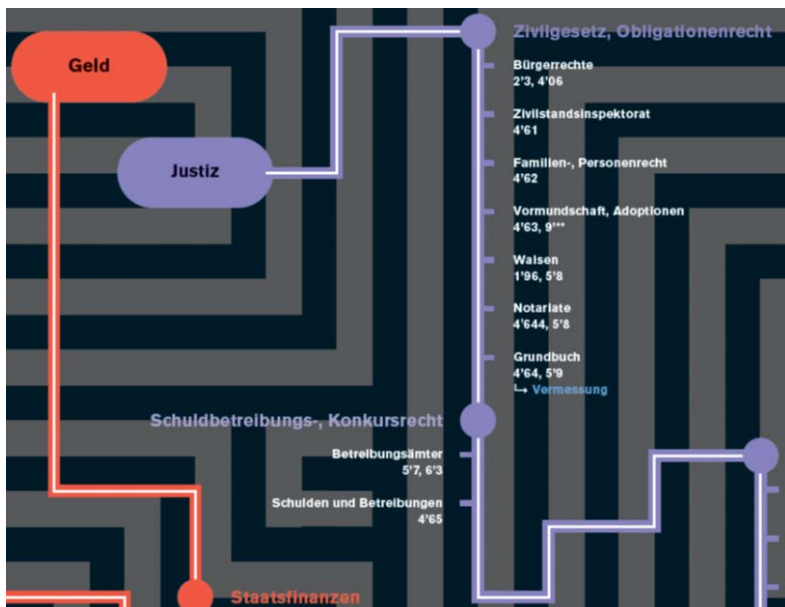 Geld
Justiz
Zivilgesetz, Obligationenrecht
Bürgerrechte
2'3, 4'06
Zivilstandsinspektorat
4'61
Familien-, Personenrecht
4'62
Vormundschaft, Adoptionen
4'63, 9'**
Waisen
1'96, 5'8
Notariate
4'644, 5'8
Grundbuch
4'64, 5'9
↳ Vermessung
Schuldbetreibungs-, Konkursrecht
Betreibungsämter
5'7, 6'3
Schulden und Betreibungen
4'65
Staatsfinanzen